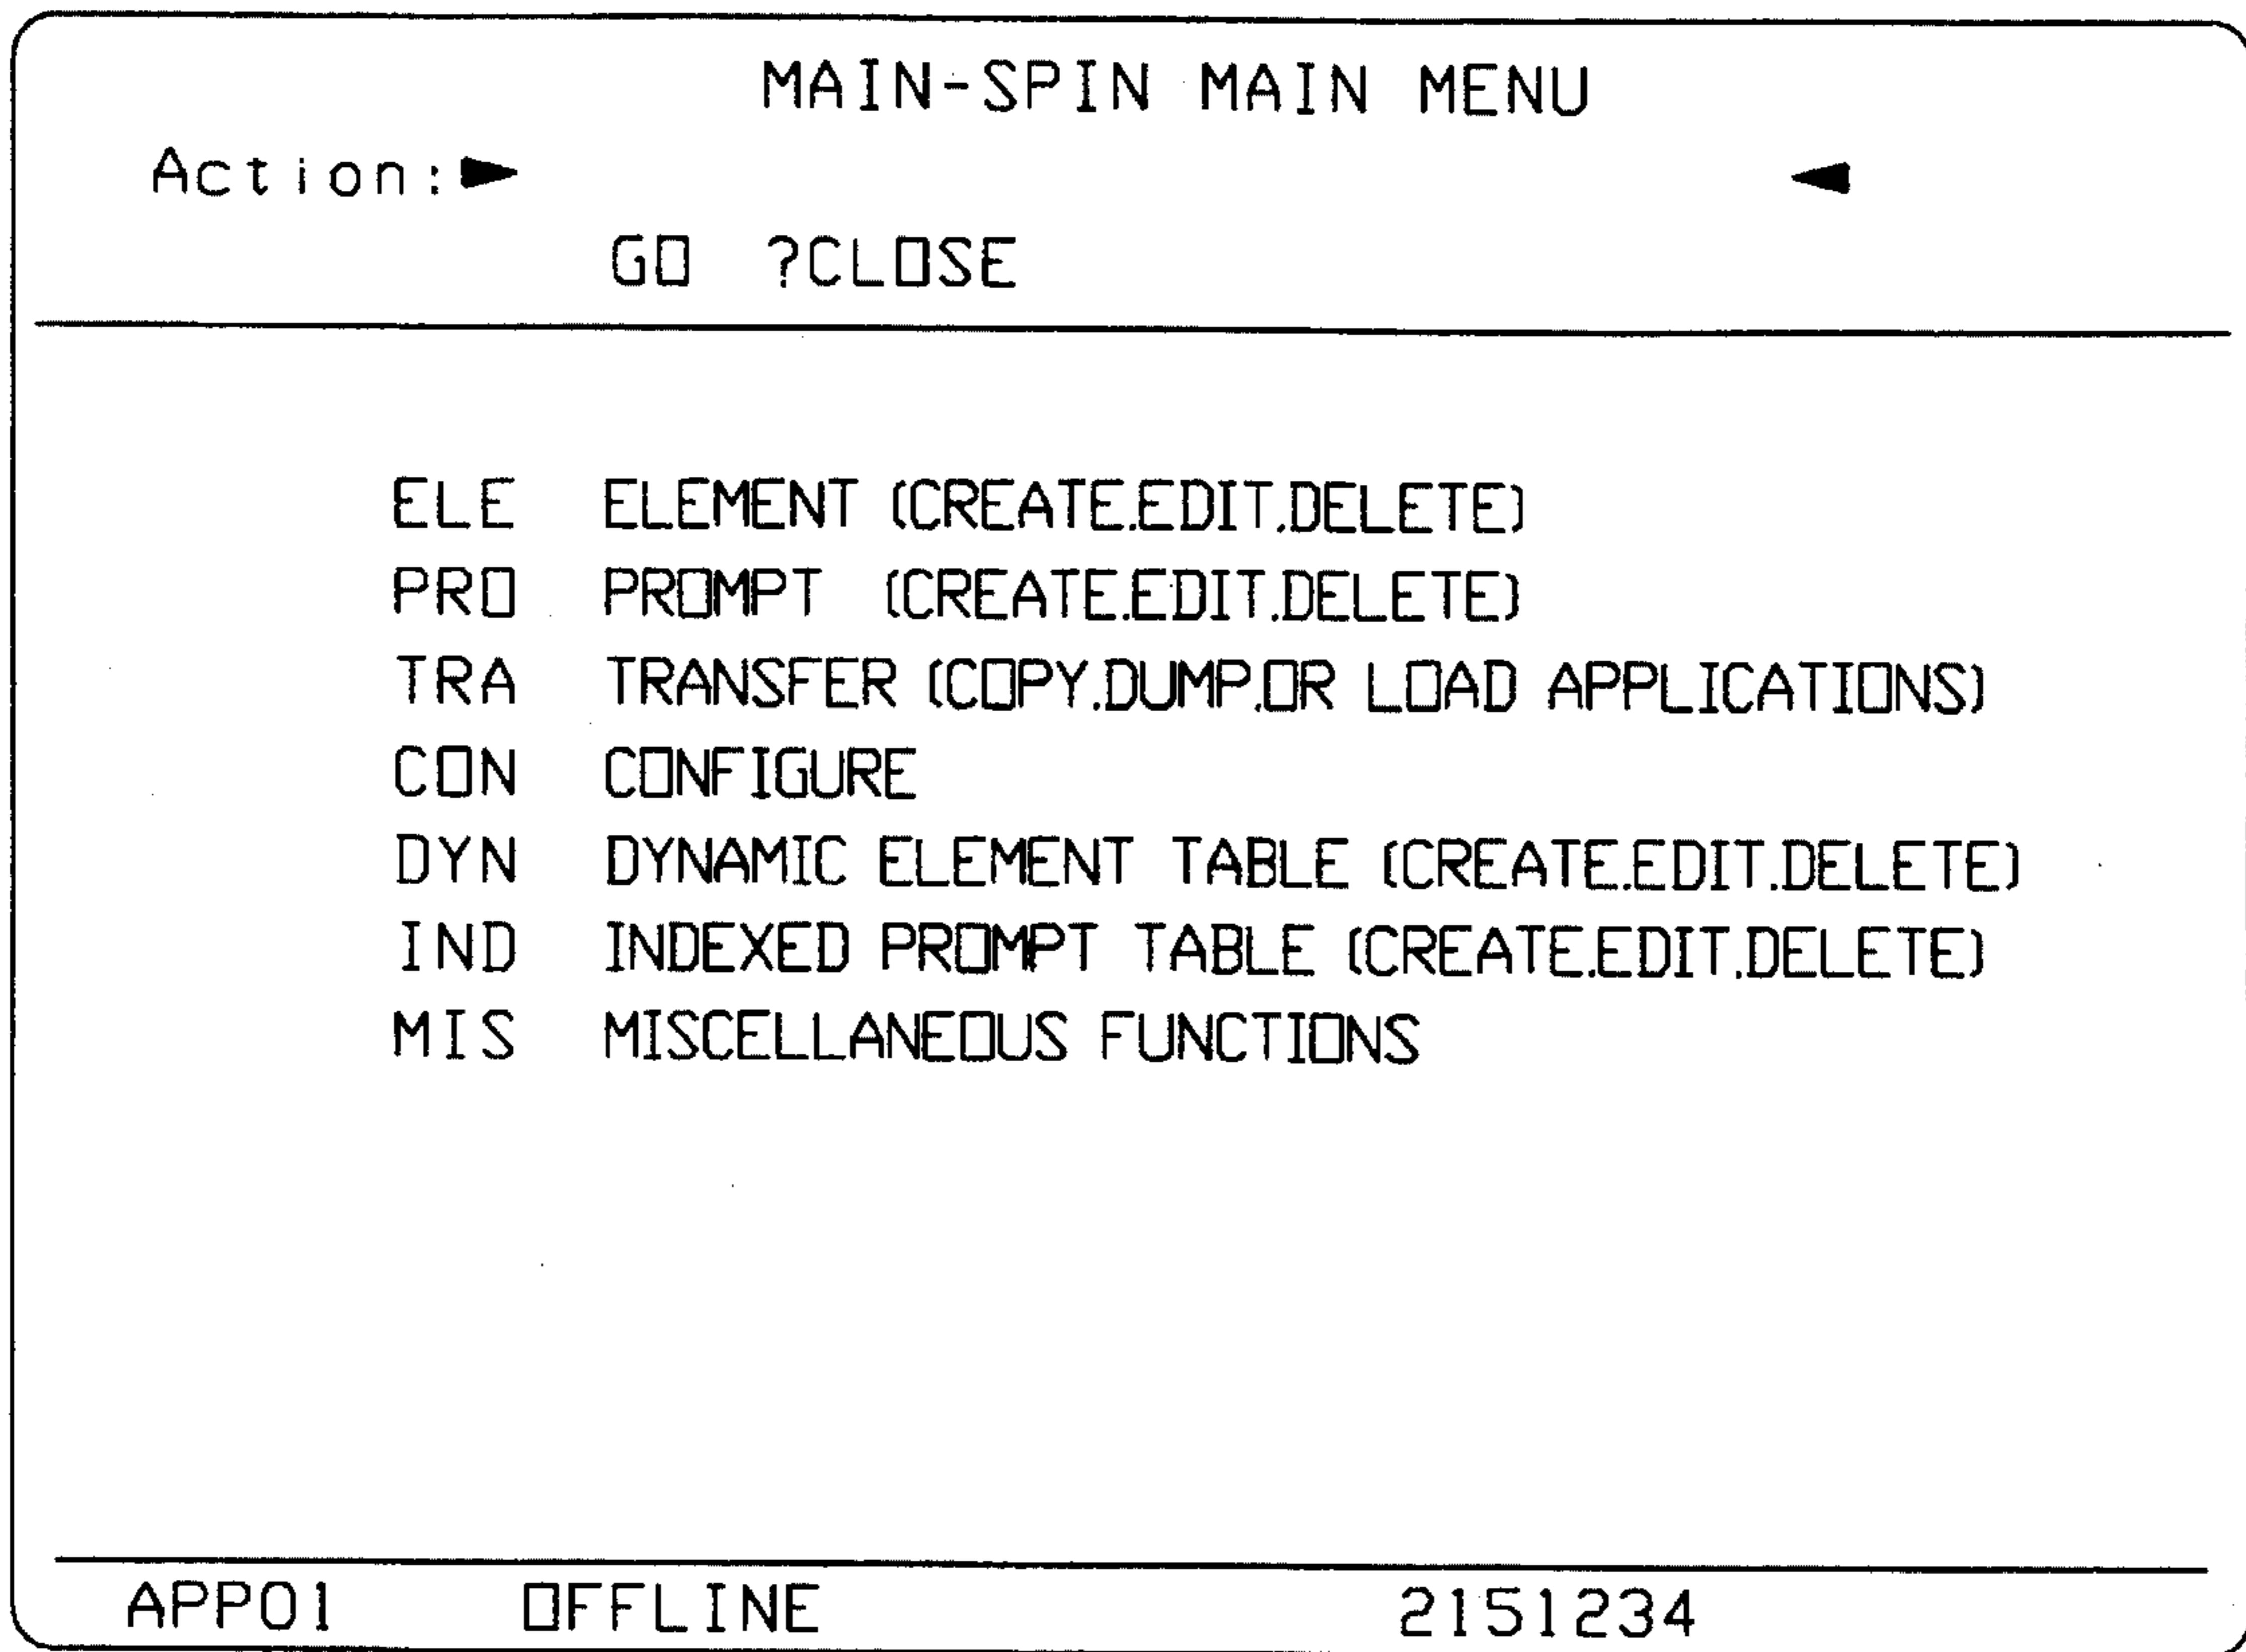 MAIN-SPIN MAIN MENU
Action:►                    ◄
GO ?CLOSE
ELE ELEMENT (CREATE.EDIT.DELETE)
PRO PROMPT (CREATE.EDIT.DELETE)
TRA TRANSFER (COPY.DUMP.OR LOAD APPLICATIONS)
CON CONFIGURE
DYN DYNAMIC ELEMENT TABLE (CREATE.EDIT.DELETE)
IND INDEXED PROMPT TABLE (CREATE.EDIT.DELETE)
MIS MISCELLANEOUS FUNCTIONS
APP01 OFFLINE 2151234